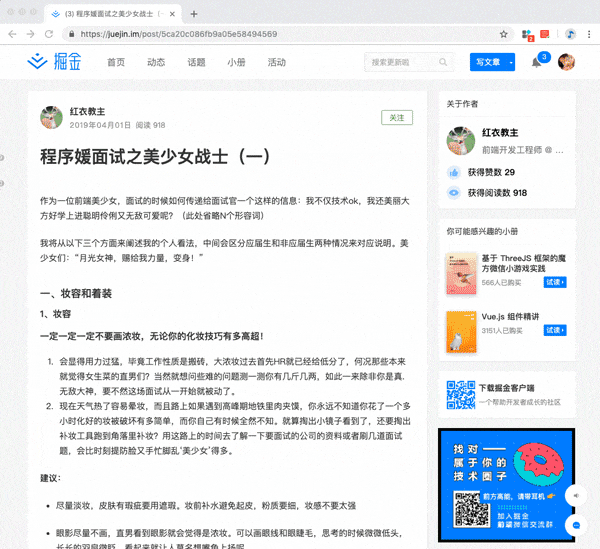 (3) 程序媛面试之美少女战士（一
https://juejin.im/post/5ca20c086fb9a05e58494569
2
掘金
首页
动态
话题
小册
活动
搜索更新啦
写文章
3
红衣教主
2019年04月01日 阅读 918
关注
程序媛面试之美少女战士（一）
作为一位前端美少女，面试的时候如何传递给面试官一个这样的信息：我不仅技术ok，我还美丽大
方好学上进聪明伶俐又无敌可爱呢？（此处省略N个形容词）
我将从以下三个方面来阐述我的个人看法，中间会区分应届生和非应届生两种情况来对应说明。美
少女们：“月光女神，赐给我力量，变身！”
一、妆容和着装
1、妆容
一定一定一定不要画浓妆，无论你的化妆技巧有多高超！
1. 会显得用力过猛，毕竟工作性质是搬砖，大浓妆过去首先HR就已经给低分了，何况那些本来
就觉得女生菜的直男们？当然就想问些难的问题测一测你有几斤几两，如此一来除非你是真.
无敌大神，要不然这场面试从一开始就被动了。
2. 现在天气热了容易晕妆，而且路上如果遇到高峰期地铁里肉夹馍，你永远不知道你花了一个多
小时化好的妆被破坏有多简单，而你自己有时候全然不知。就算掏出小镜子看到了，还要掏出
补妆工具跑到角落里补妆？用这路上的时间去了解一下要面试的公司的资料或者刷几道面试
题，会比时刻提防脸又手忙脚乱‘美少女’得多。
建议：
尽量淡妆，皮肤有瑕疵要用遮瑕。妆前补水避免起皮，粉质要细，妆感不要太强
眼影尽量不画，直男看到眼影就会觉得是浓妆。可以画眼线和眼睫毛，思考的时候微微低头，
关于作者
红衣教主
前端开发工程师 @ ...
获得赞数 29
获得阅读数 918
你可能感兴趣的小册
基于 ThreeJS 框架的魔
方微信小游戏实践
566人已购买
试读
Vue.js 组件精讲
3151人已购买
试读
下载掘金客户端
一个帮助开发者成长的社区
找对
属于你的
技术圈子
前方高能，请带耳机
加入掘金
微信交流群